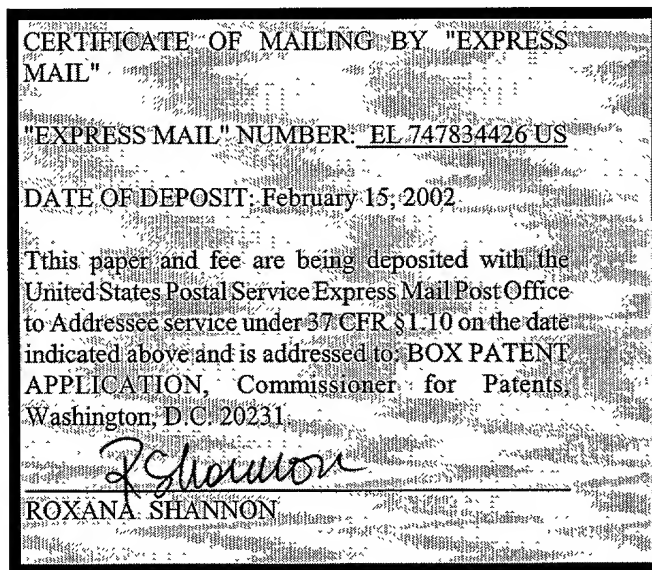 CERTIFICATE OF MAILING BY "EXPRESS
MAIL"
"EXPRESS MAIL" NUMBER: EL 747834426 US
DATE OF DEPOSIT: February 15, 2002
Tthis paper and fee are being deposited with the
United States Postal Service Express Mail Post Office
to Addressee service under 37 CFR § 1.10 on the date
indicated above and is addressed to: BOX PATENT
APPLICATION, Commissioner for Patents,
Washington, D.C. 20231
RShannon
ROXANA SHANNON